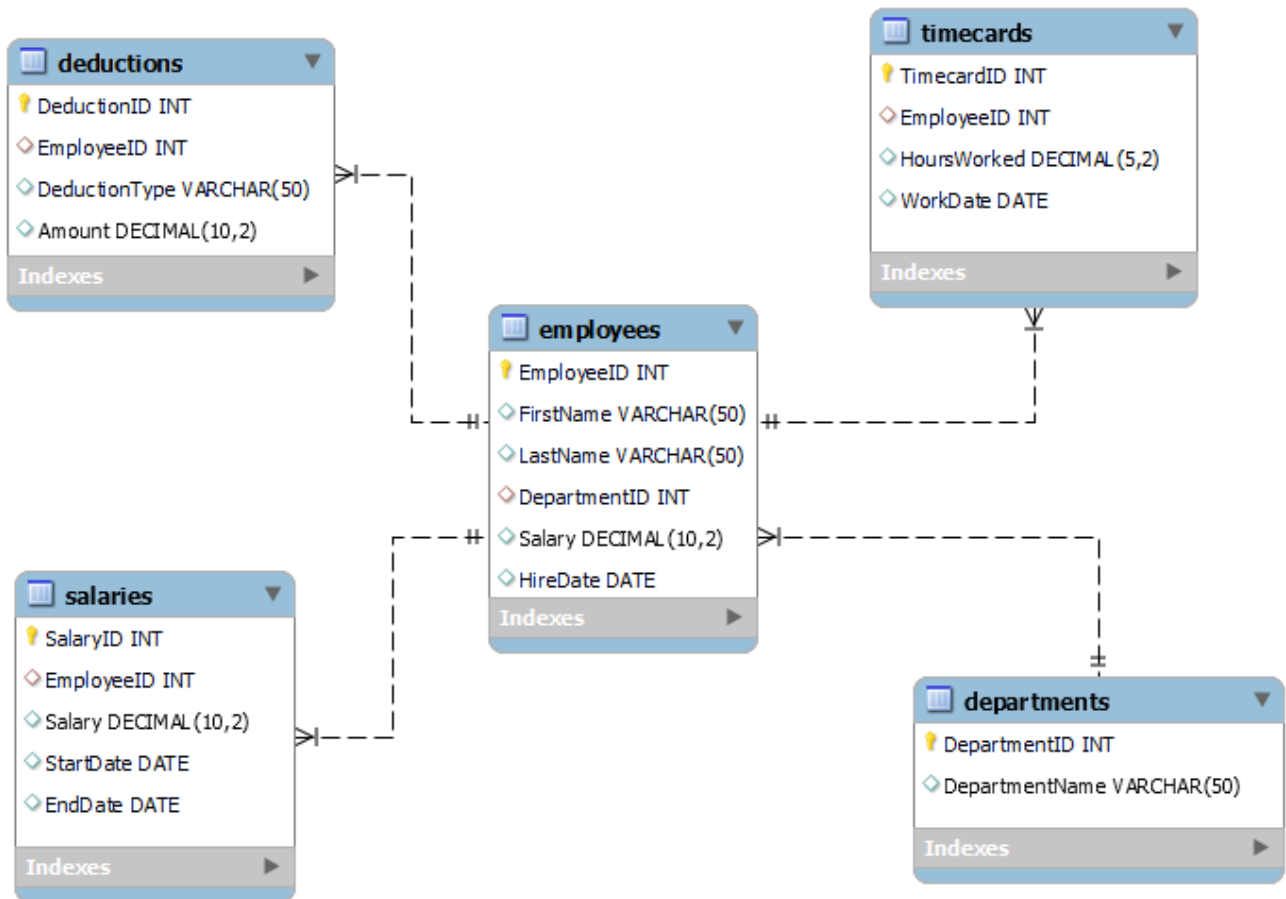 deductions
DeductionID INT
EmployeeID INT
DeductionType VARCHAR(50)
Amount DECIMAL(10,2)
Indexes
timecards
TimecardID INT
EmployeeID INT
HoursWorked DECIMAL(5,2)
WorkDate DATE
Indexes
employees
EmployeeID INT
FirstName VARCHAR(50)
LastName VARCHAR(50)
DepartmentID INT
Salary DECIMAL(10,2)
HireDate DATE
Indexes
salaries
SalaryID INT
EmployeeID INT
Salary DECIMAL(10,2)
StartDate DATE
EndDate DATE
Indexes
departments
DepartmentID INT
DepartmentName VARCHAR(50)
Indexes